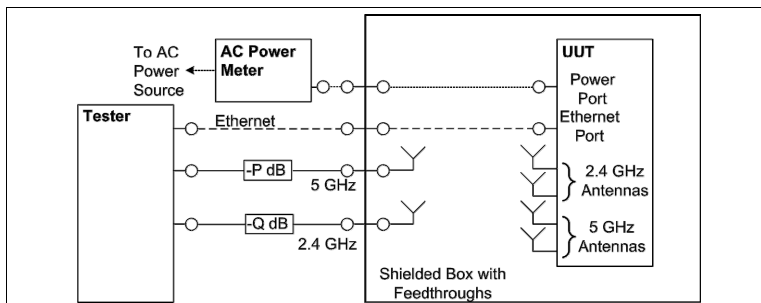 To AC
Power
Source
AC Power
Meter
UUT
Power
Port
Ethernet
Port
Tester
Ethernet
-P dB
5 GHz
2.4 GHz
Antennas
-Q dB
2.4 GHz
5 GHz
Antennas
Shielded Box with
Feedthroughs